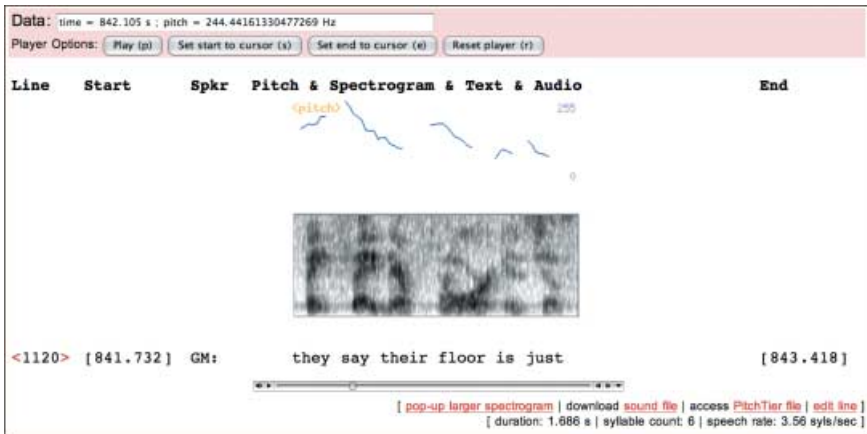 Data: time = 842.105 s ; pitch = 244.44161330477269 Hz
Player Options: Play (p) Set start to cursor (s) Set end to cursor (e) Reset player (r)
Line Start Spkr Pitch & Spectrogram & Text & Audio End
<pitch> 255
0
<1120> [841.732] GM: they say their floor is just [843.418]
[ pop-up larger spectrogram | download sound file | access PitchTier file | edit line ]
[ duration: 1.686 s | syllable count: 6 | speech rate: 3.56 syls/sec ]